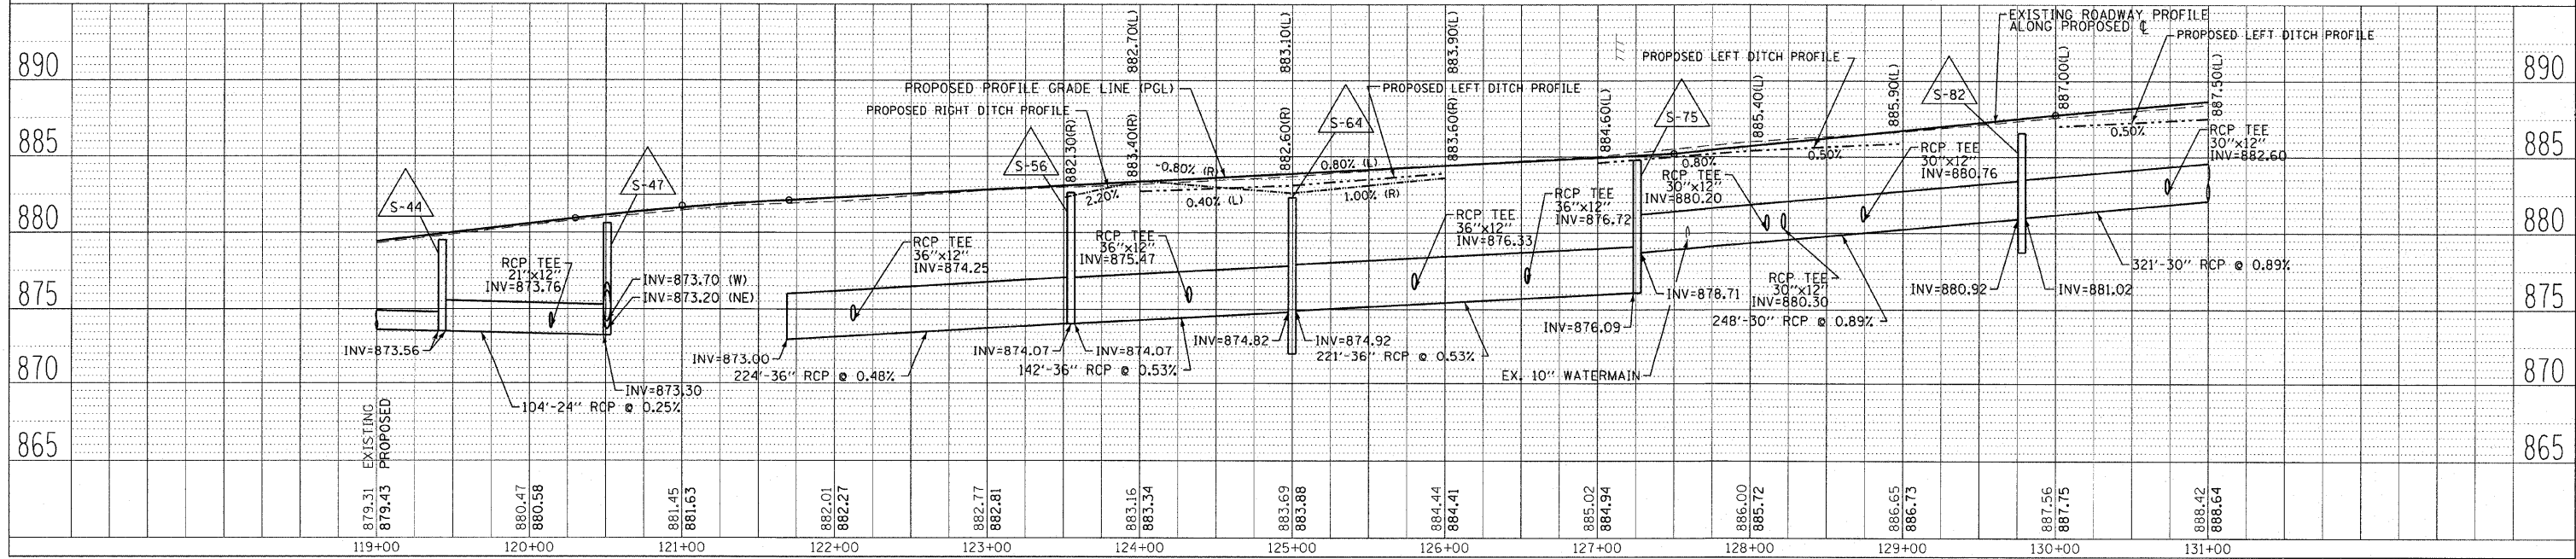 890
885
880
875
870
865
882.70(L)
883.10(L)
883.90(L)
PROPOSED LEFT DITCH PROFILE
EXISTING ROADWAY PROFILE
ALONG PROPOSED ℄
PROPOSED LEFT DITCH PROFILE
PROPOSED PROFILE GRADE LINE (PGL)
PROPOSED RIGHT DITCH PROFILE
PROPOSED LEFT DITCH PROFILE
882.30(R)
883.40(R)
882.60(R)
883.60(R)
884.60(L)
885.40(L)
885.90(L)
887.00(L)
887.50(L)
S-44
S-47
S-56
S-64
S-75
S-82
-0.80% (R)
0.80% (L)
2.20%
0.40% (L)
1.00% (R)
0.80%
0.50%
0.50%
RCP TEE
21"x12"
INV=873.76
INV=873.70 (W)
INV=873.20 (NE)
RCP TEE
36"x12"
INV=874.25
RCP TEE
36"x12"
INV=875.47
RCP TEE
36"x12"
INV=876.33
RCP TEE
36"x12"
INV=876.72
RCP TEE
30"x12"
INV=880.20
RCP TEE
30"x12"
INV=880.30
RCP TEE
30"x12"
INV=880.76
RCP TEE
30"x12"
INV=882.60
INV=873.56
INV=873.30
104'-24" RCP @ 0.25%
INV=873.00
224'-36" RCP @ 0.48%
INV=874.07
INV=874.07
142'-36" RCP @ 0.53%
INV=874.82
INV=874.92
221'-36" RCP @ 0.53%
INV=876.09
INV=878.71
EX. 10" WATERMAIN
248'-30" RCP @ 0.89%
INV=880.92
INV=881.02
321'-30" RCP @ 0.89%
890
885
880
875
870
865
EXISTING
PROPOSED
879.31
879.43
880.47
880.58
881.45
881.63
882.01
882.27
882.77
882.81
883.16
883.34
883.69
883.88
884.44
884.41
885.02
884.94
886.00
885.72
886.65
886.73
887.56
887.75
888.42
888.64
119+00
120+00
121+00
122+00
123+00
124+00
125+00
126+00
127+00
128+00
129+00
130+00
131+00